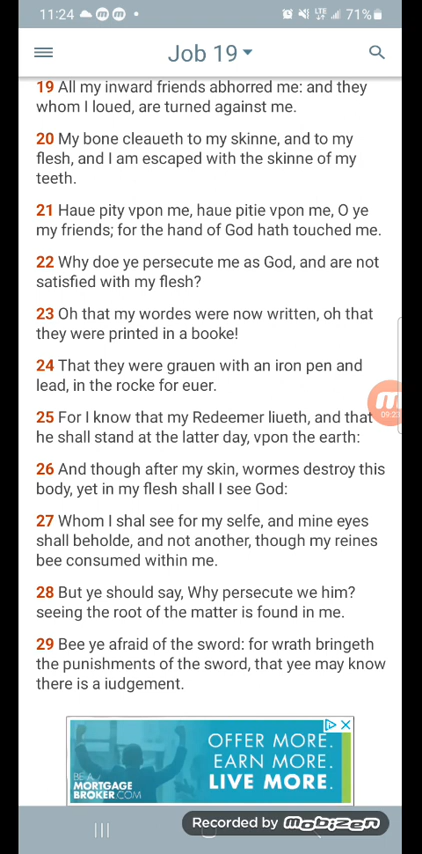 11:24
LTE
71%
Job 19
19 All my inward friends abhorred me: and they
whom I loued, are turned against me.
20 My bone cleaueth to my skinne, and to my
flesh, and I am escaped with the skinne of my
teeth.
21 Haue pity vpon me, haue pitie vpon me, O ye
my friends; for the hand of God hath touched me.
22 Why doe ye persecute me as God, and are not
satisfied with my flesh?
23 Oh that my wordes were now written, oh that
they were printed in a booke!
24 That they were grauen with an iron pen and
lead, in the rocke for euer.
25 For I know that my Redeemer liueth, and that
he shall stand at the latter day, vpon the earth:
26 And though after my skin, wormes destroy this
body, yet in my flesh shall I see God:
27 Whom I shal see for my selfe, and mine eyes
shall beholde, and not another, though my reines
bee consumed within me.
28 But ye should say, Why persecute we him?
seeing the root of the matter is found in me.
29 Bee ye afraid of the sword: for wrath bringeth
the punishments of the sword, that yee may know
there is a iudgement.
OFFER MORE.
EARN MORE.
LIVE MORE.
BE A
MORTGAGE
BROKER.COM
Recorded by mobizen